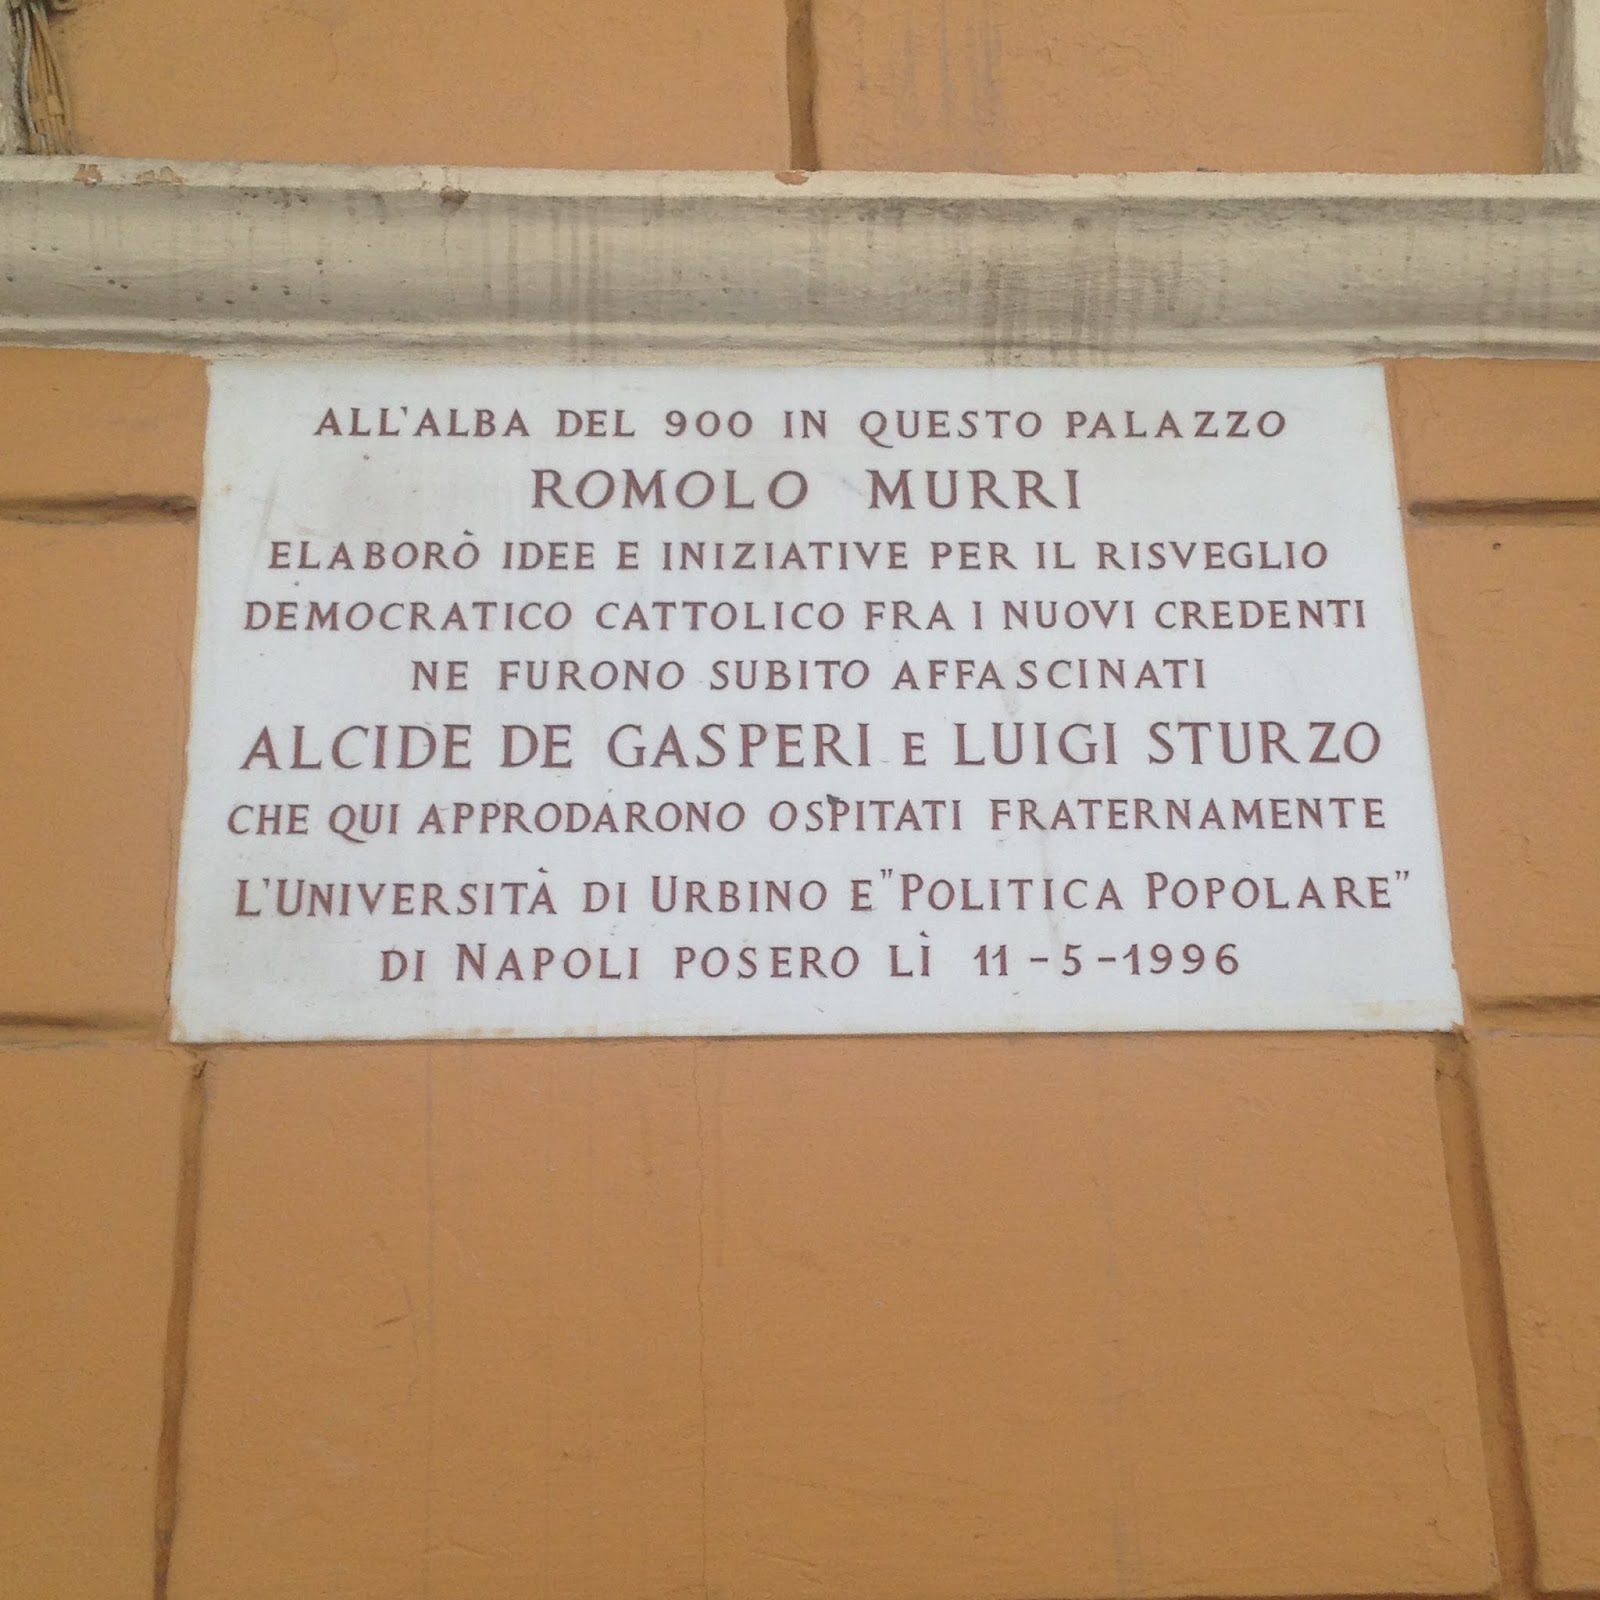 ALL'ALBA DEL 900 IN QUESTO PALAZZO
ROMOLO MURRI
ELABORÒ IDEE E INIZIATIVE PER IL RISVEGLIO
DEMOCRATICO CATTOLICO FRA I NUOVI CREDENTI
NE FURONO SUBITO AFFASCINATI
ALCIDE DE GASPERI E LUIGI STURZO
CHE QUI APPRODARONO OSPITATI FRATERNAMENTE
L'UNIVERSITÀ DI URBINO E "POLITICA POPOLARE"
DI NAPOLI POSERO LÌ 11-5-1996